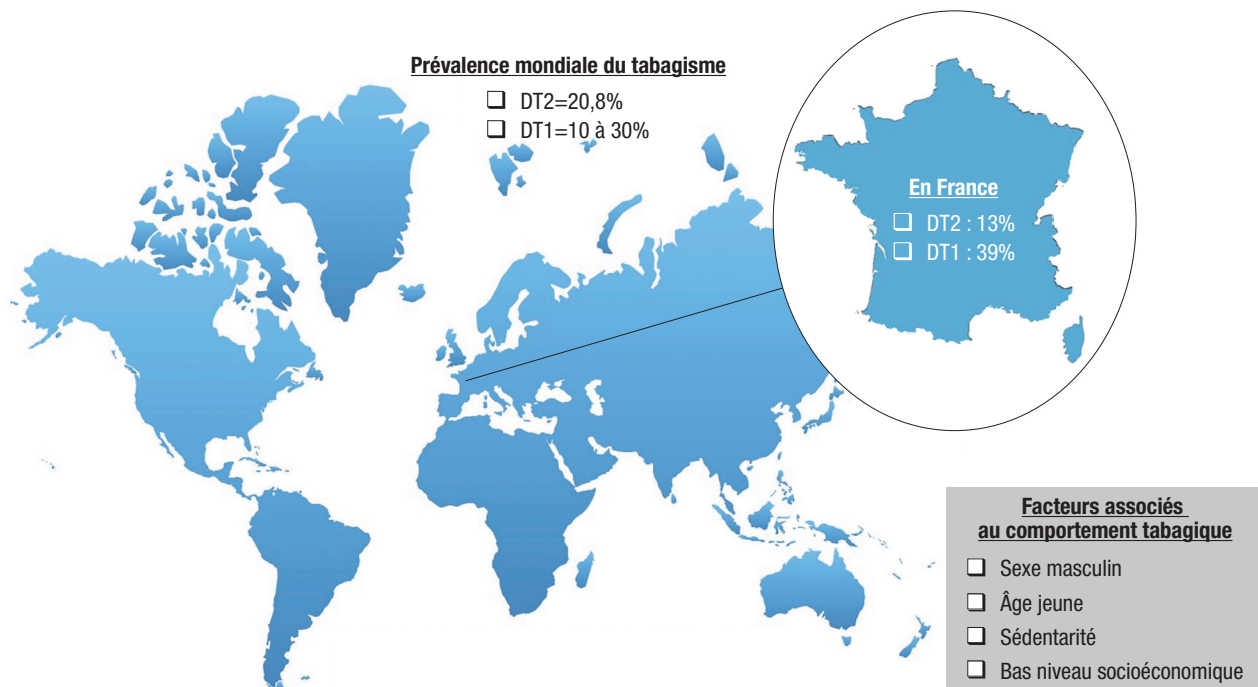 Prévalence mondiale du tabagisme
❑ DT2=20,8%
❑ DT1=10 à 30%
En France
❑ DT2 : 13%
❑ DT1 : 39%
Facteurs associés
au comportement tabagique
❑ Sexe masculin
❑ Âge jeune
❑ Sédentarité
❑ Bas niveau socioéconomique